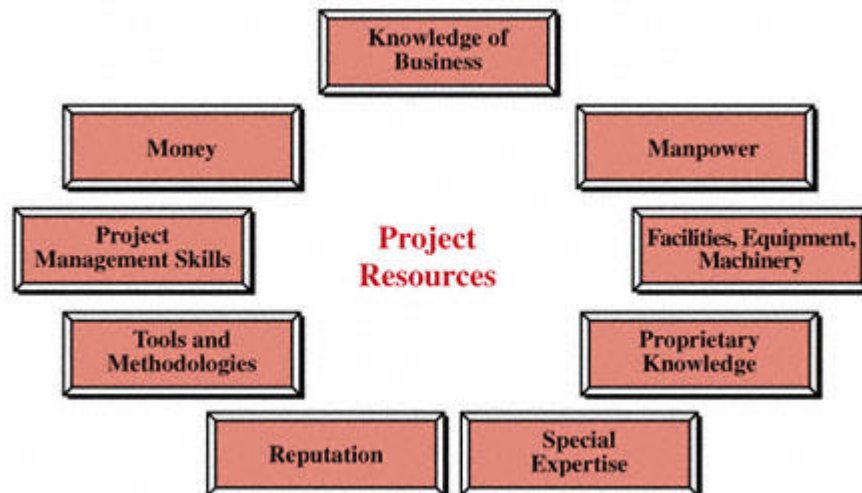 Knowledge of
Business
Money
Manpower
Project
Management Skills
Project
Resources
Facilities, Equipment,
Machinery
Tools and
Methodologies
Proprietary
Knowledge
Reputation
Special
Expertise